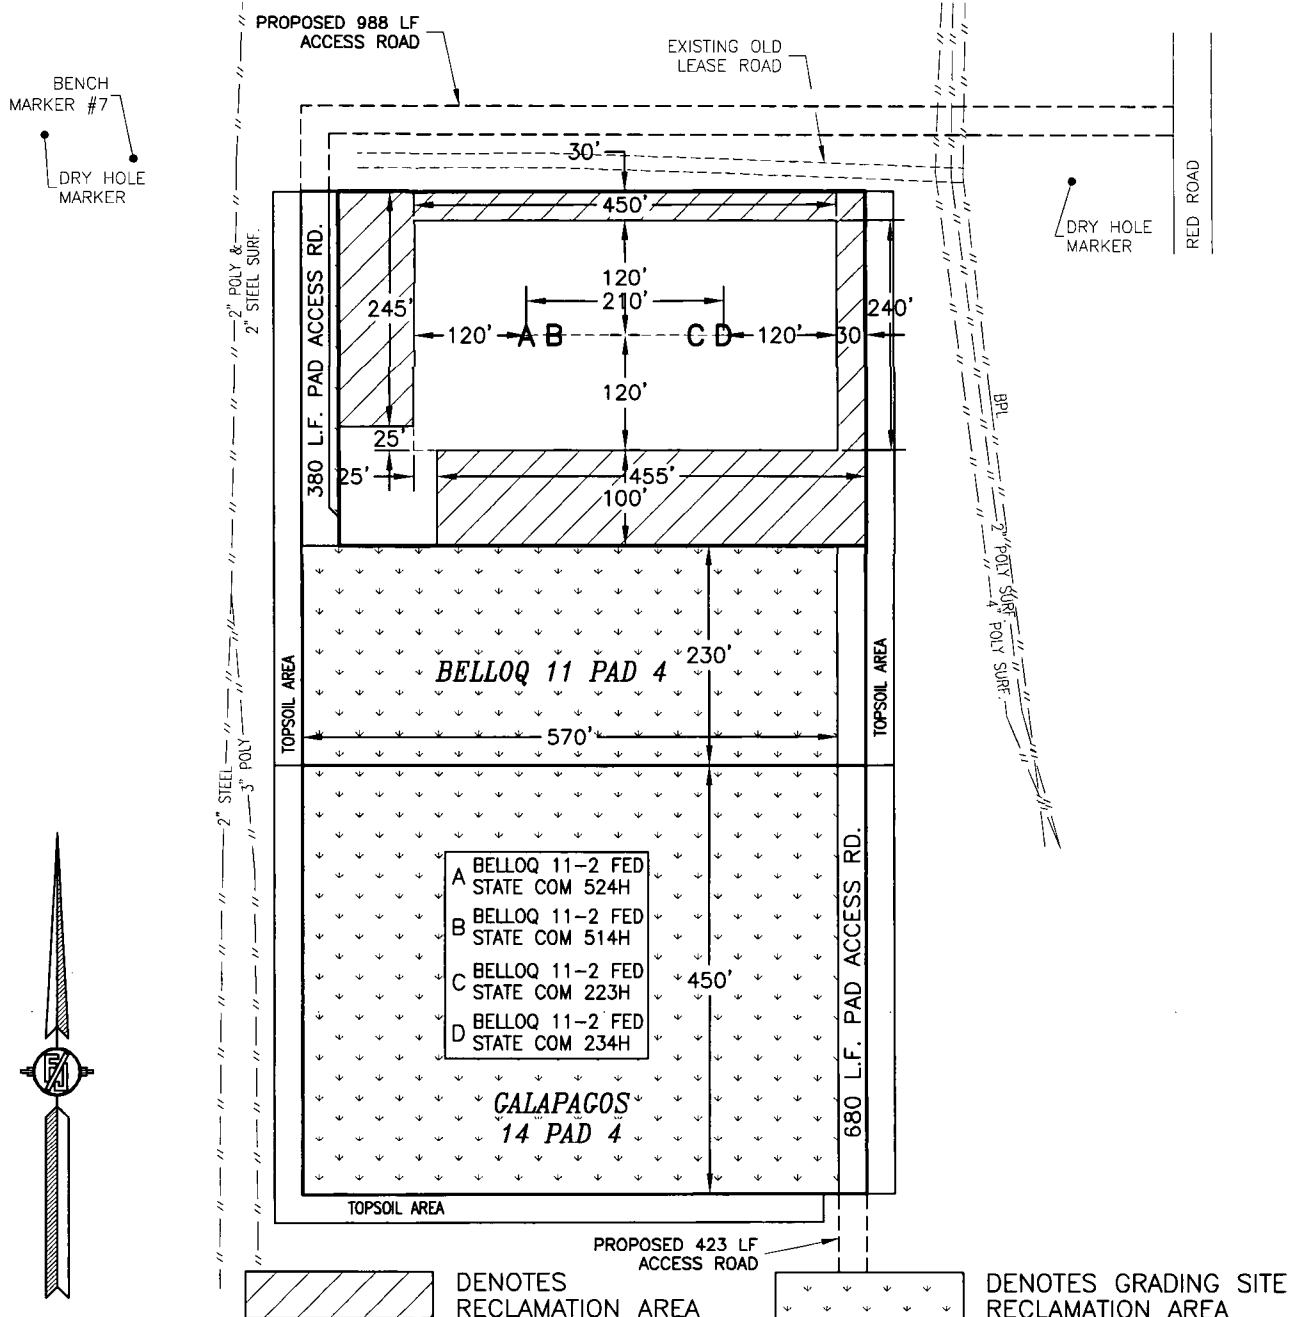 PROPOSED 988 LF
ACCESS ROAD
EXISTING OLD
LEASE ROAD
BENCH
MARKER #7
DRY HOLE
MARKER
30'
450'
DRY HOLE
MARKER
RED ROAD
2" POLY &
2" STEEL SURF.
380 L.F. PAD ACCESS RD.
245'
120'
210'
240'
120'
A B
C D
120'
30
120'
25'
25'
455'
100'
BPL
2" POLY SURF.
4" POLY SURF.
TOPSOIL AREA
BELLOQ 11 PAD 4
230'
TOPSOIL AREA
570'
2" STEEL
3" POLY
A BELLOQ 11-2 FED
STATE COM 524H
B BELLOQ 11-2 FED
STATE COM 514H
C BELLOQ 11-2 FED
STATE COM 223H
D BELLOQ 11-2 FED
STATE COM 234H
450'
680 L.F. PAD ACCESS RD.
GALAPAGOS
14 PAD 4
TOPSOIL AREA
PROPOSED 423 LF
ACCESS ROAD
DENOTES
RECLAMATION AREA
DENOTES GRADING SITE
RECLAMATION AREA